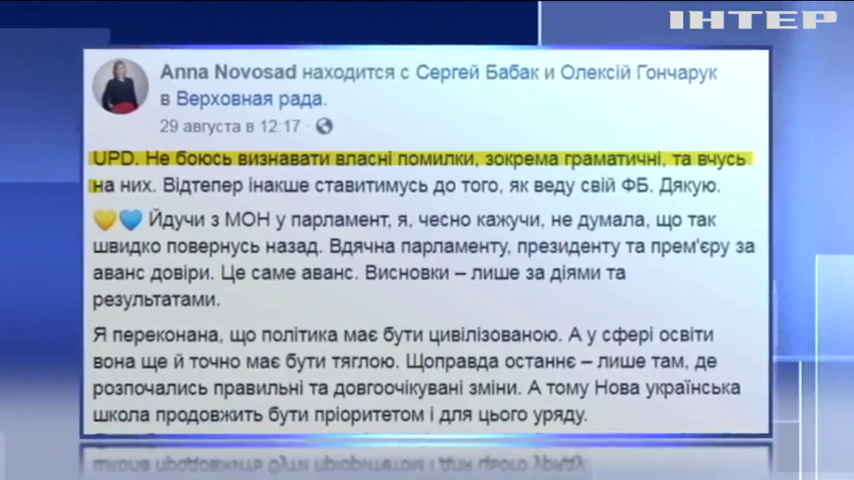 ІНТЕР
Anna Novosad находится с Сергей Бабак и Олексій Гончарук
в Верховная рада.
29 августа в 12:17 ·
UPD. Не боюсь визнавати власні помилки, зокрема граматичні, та вчусь
на них. Відтепер інакше ставитимусь до того, як веду свій ФБ. Дякую.
💛💙 Йдучи з МОН у парламент, я, чесно кажучи, не думала, що так
швидко повернусь назад. Вдячна парламенту, президенту та прем'єру за
аванс довіри. Це саме аванс. Висновки – лише за діями та
результатами.
Я переконана, що політика має бути цивілізованою. А у сфері освіти
вона ще й точно має бути тяглою. Щоправда останнє – лише там, де
розпочались правильні та довгоочікувані зміни. А тому Нова українська
школа продовжить бути пріоритетом і для цього уряду.